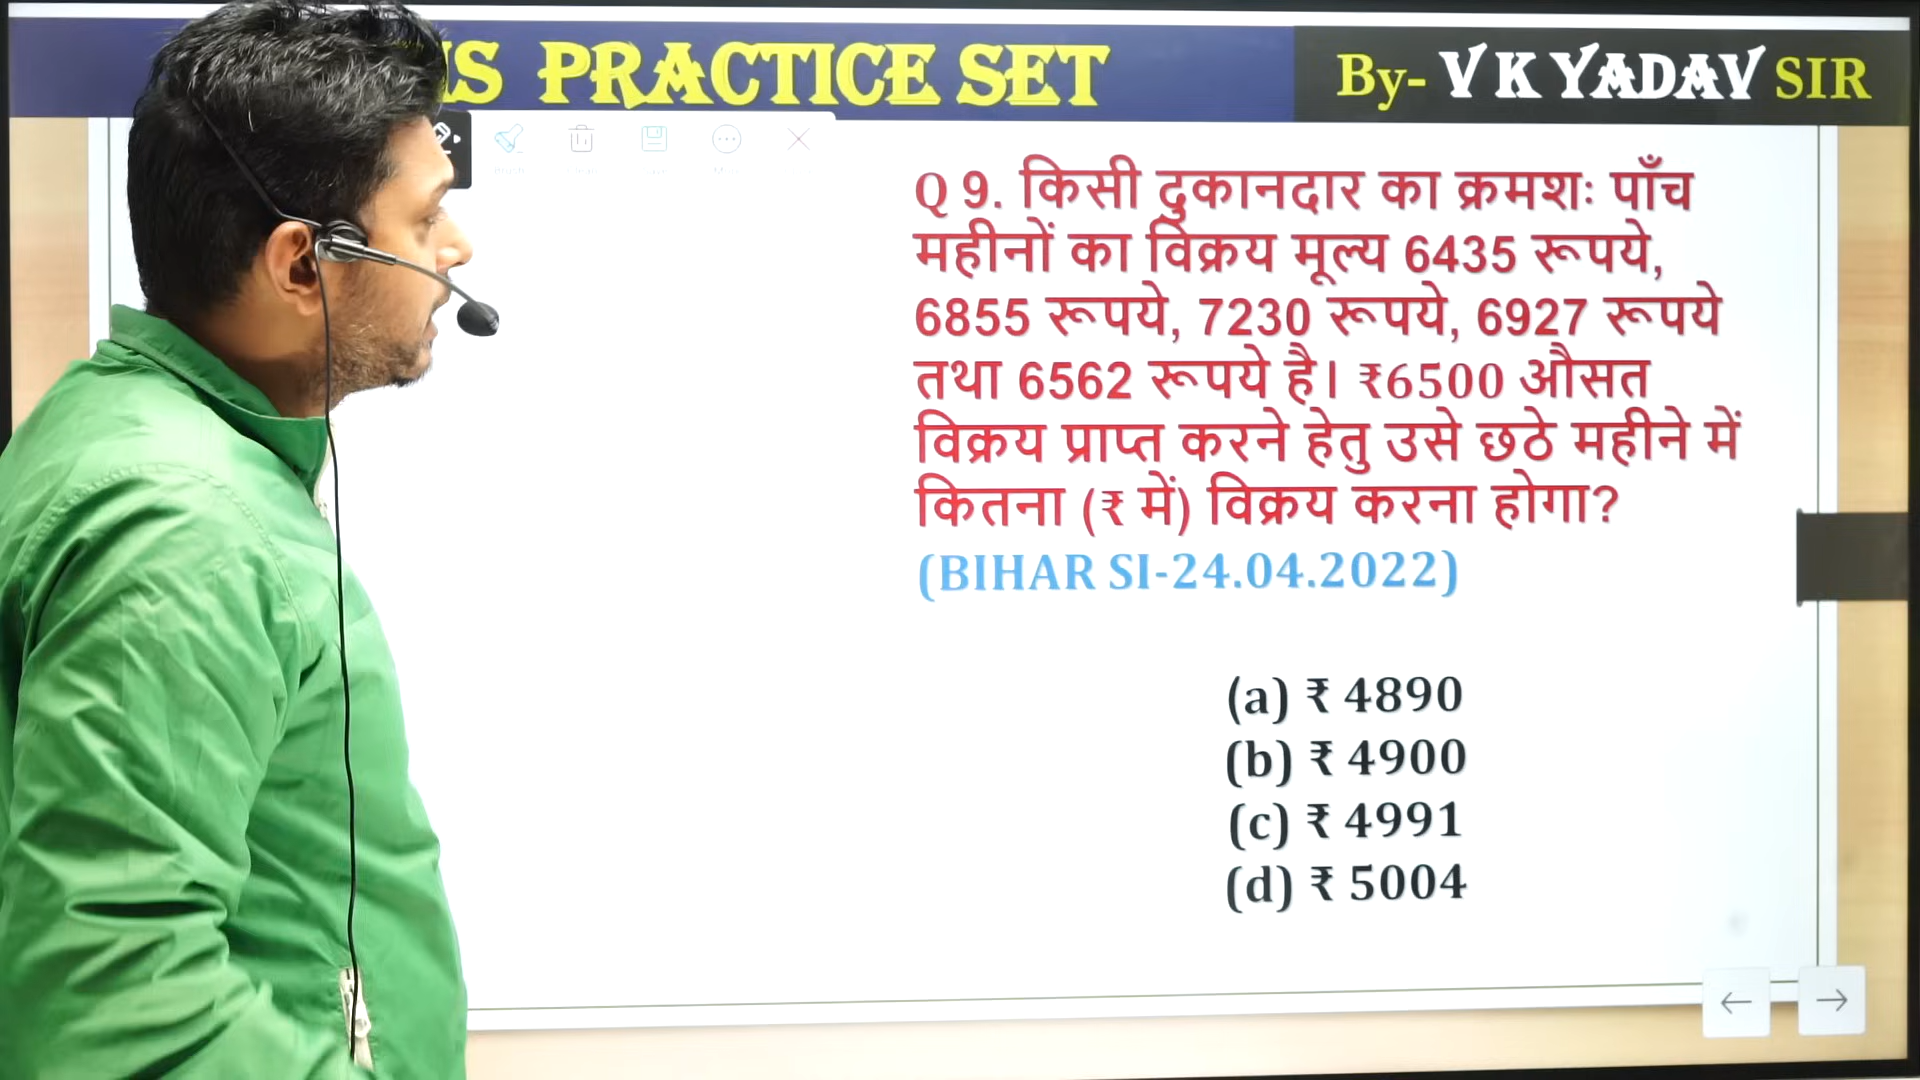 PRACTICE SET
By- V K YADAV SIR
Q 9. किसी दुकानदार का क्रमशः पाँच
महीनों का विक्रय मूल्य 6435 रूपये,
6855 रूपये, 7230 रूपये, 6927 रूपये
तथा 6562 रूपये है। ₹6500 औसत
विक्रय प्राप्त करने हेतु उसे छठे महीने में
कितना (₹ में) विक्रय करना होगा?
(BIHAR SI-24.04.2022)
(a) ₹ 4890
(b) ₹ 4900
(c) ₹ 4991
(d) ₹ 5004